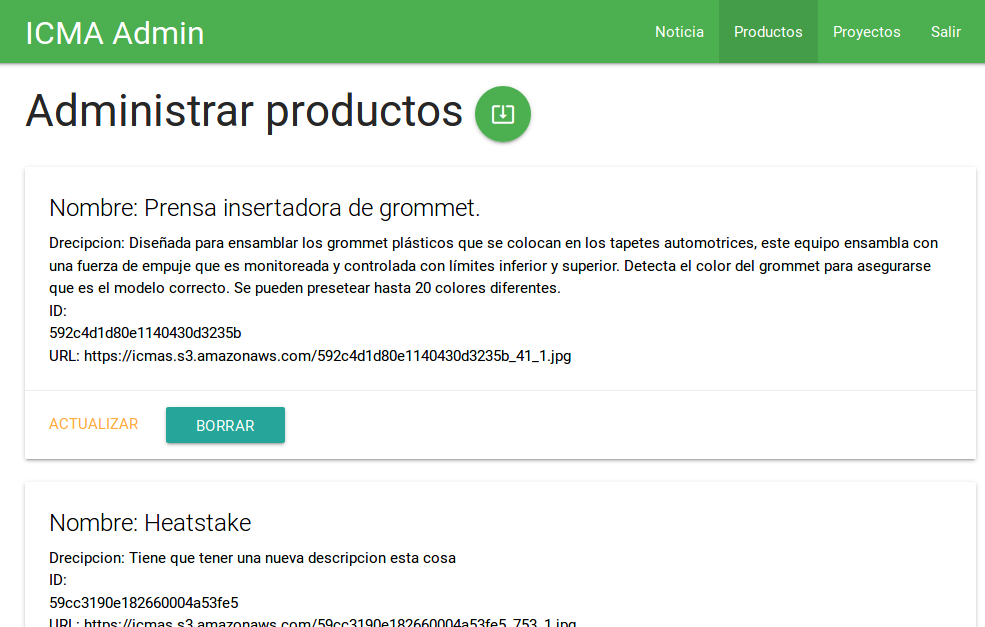 ICMA Admin
Noticia
Productos
Proyectos
Salir
Administrar productos
Nombre: Prensa insertadora de grommet.
Drecipcion: Diseñada para ensamblar los grommet plásticos que se colocan en los tapetes automotrices, este equipo ensambla con
una fuerza de empuje que es monitoreada y controlada con límites inferior y superior. Detecta el color del grommet para asegurarse
que es el modelo correcto. Se pueden presetear hasta 20 colores diferentes.
ID:
592c4d1d80e1140430d3235b
URL: https://icmas.s3.amazonaws.com/592c4d1d80e1140430d3235b_41_1.jpg
ACTUALIZAR
BORRAR
Nombre: Heatstake
Drecipcion: Tiene que tener una nueva descripcion esta cosa
ID:
59cc3190e182660004a53fe5
URL: https://icmas.s3.amazonaws.com/59cc3190e182660004a53fe5_753_1.jpg